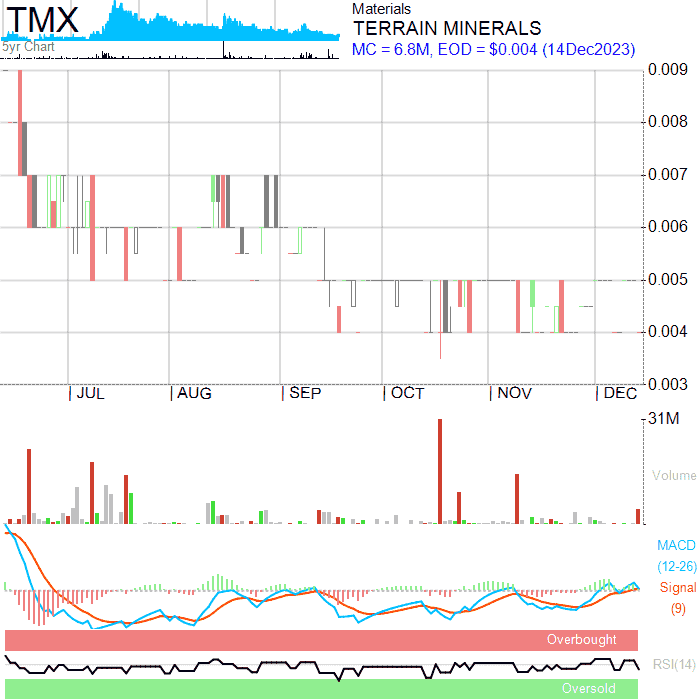 TMX
5yr Chart
Materials
TERRAIN MINERALS
MC = 6.8M, EOD = $0.004 (14Dec2023)
0.009
0.008
0.007
0.006
0.005
0.004
0.003
JUL AUG SEP OCT NOV DEC
31M
Volume
MACD
(12-26)
Signal
(9)
Overbought
RSI(14)
Oversold